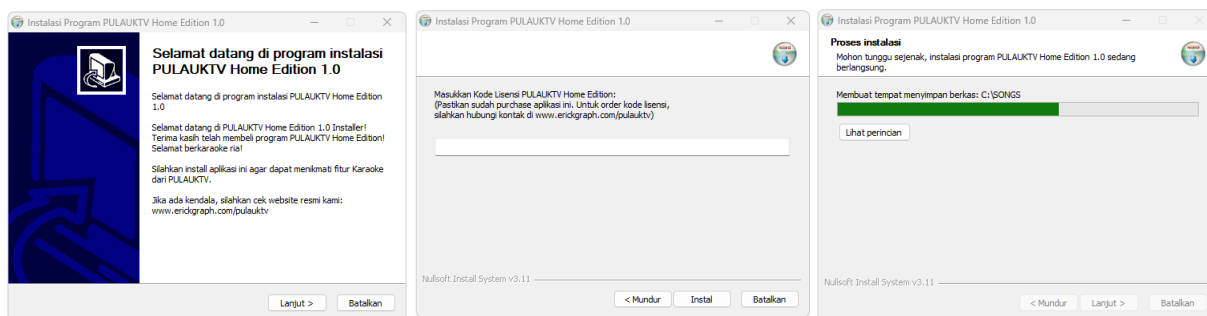 Instalasi Program PULAUKTV Home Edition 1.0
Selamat datang di program instalasi
PULAUKTV Home Edition 1.0
Selamat datang di program instalasi PULAUKTV Home Edition
1.0
Selamat datang di PULAUKTV Home Edition 1.0 Installer!
Terima kasih telah membeli program PULAUKTV Home Edition!
Selamat berkaraoke ria!
Silahkan install aplikasi ini agar dapat menikmati fitur Karaoke
dari PULAUKTV.
Jika ada kendala, silahkan cek website resmi kami:
www.erickgraph.com/pulauktv
Lanjut >
Batalkan
Instalasi Program PULAUKTV Home Edition 1.0
Masukkan Kode Lisensi PULAUKTV Home Edition:
(Pastikan sudah purchase aplikasi ini. Untuk order kode lisensi,
silahkan hubungi kontak di www.erickgraph.com/pulauktv)
Nullsoft Install System v3.11
< Mundur
Instal
Batalkan
Instalasi Program PULAUKTV Home Edition 1.0
Proses instalasi
Mohon tunggu sejenak, instalasi program PULAUKTV Home Edition 1.0 sedang
berlangsung.
Membuat tempat menyimpan berkas: C:\SONGS
Lihat perincian
Nullsoft Install System v3.11
< Mundur
Lanjut >
Batalkan